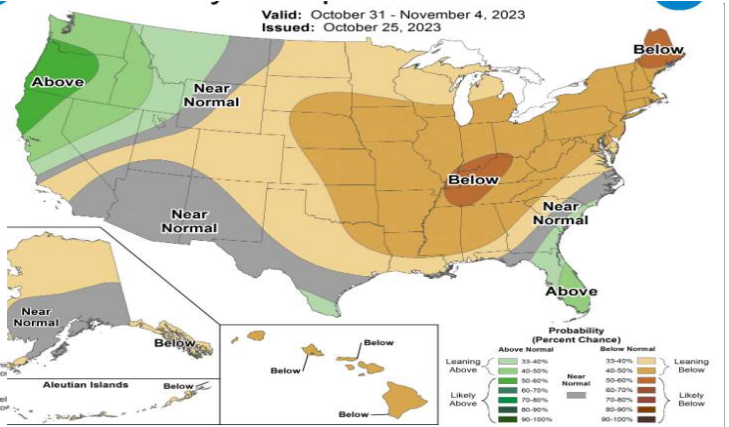 Valid: October 31 - November 4, 2023
Issued: October 25, 2023
Above
Near
Normal
Below
Below
Near
Normal
Near
Normal
Above
Near
Normal
Below
Aleutian Islands
Below
Below
Below
Below
Probability
(Percent Chance)
Above Normal
Below Normal
Leaning
Above
33-40%
40-50%
50-60%
60-70%
70-80%
80-90%
90-100%
Likely
Above
Near
Normal
33-40%
40-50%
50-60%
60-70%
70-80%
80-90%
90-100%
Leaning
Below
Likely
Below